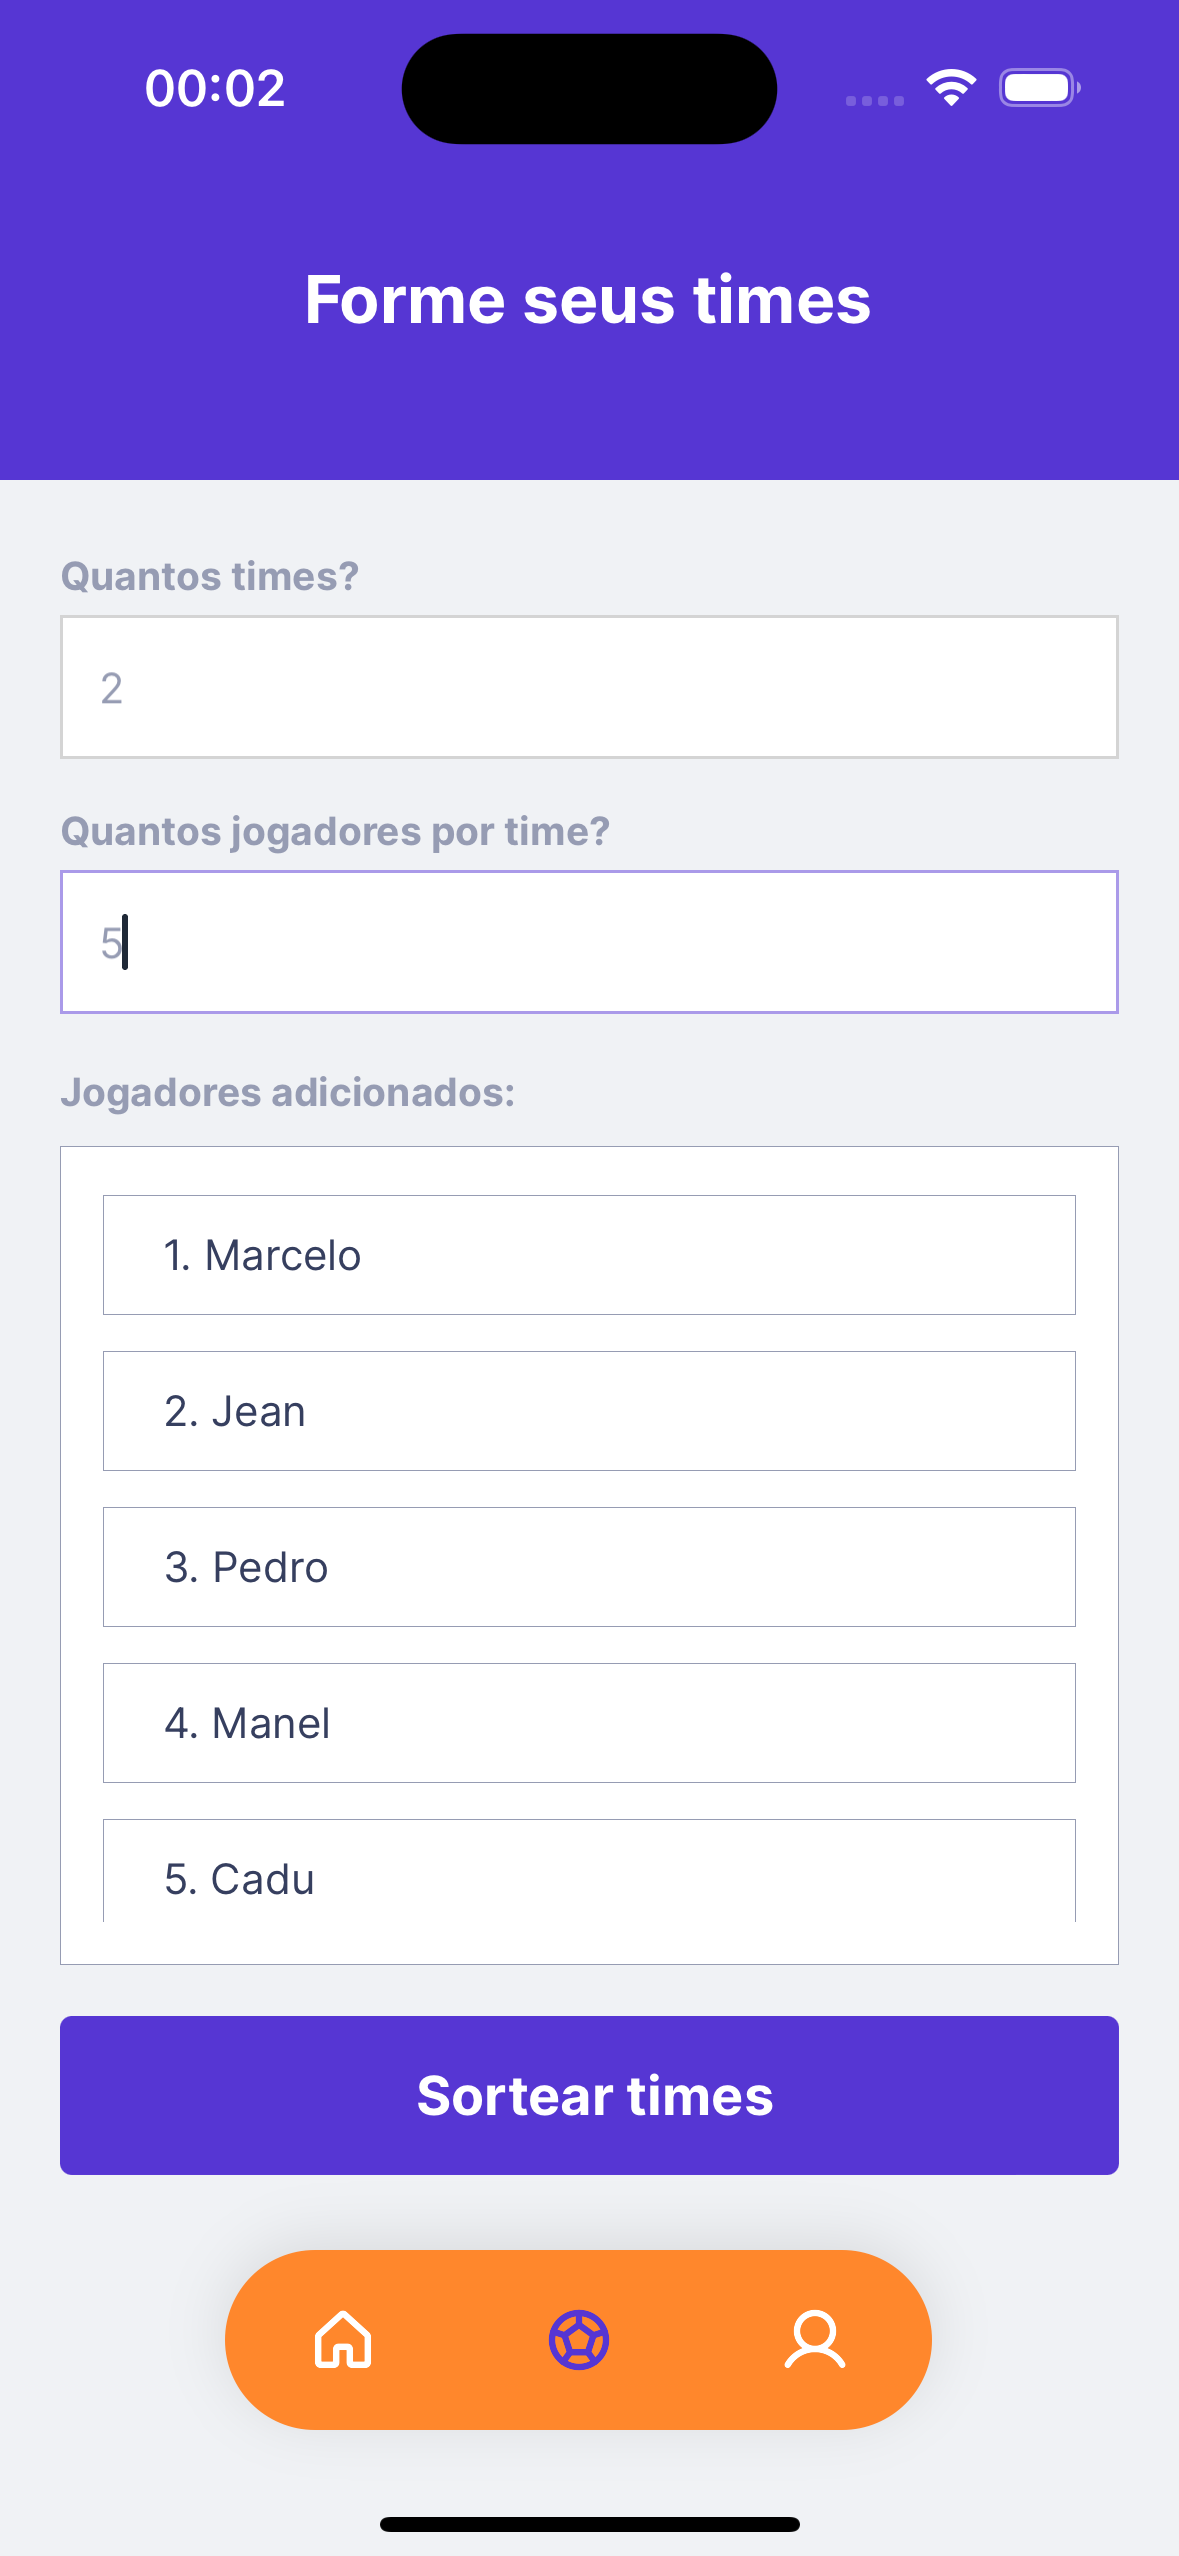 00:02
Forme seus times
Quantos times?
2
Quantos jogadores por time?
5
Jogadores adicionados:
1. Marcelo
2. Jean
3. Pedro
4. Manel
5. Cadu
Sortear times